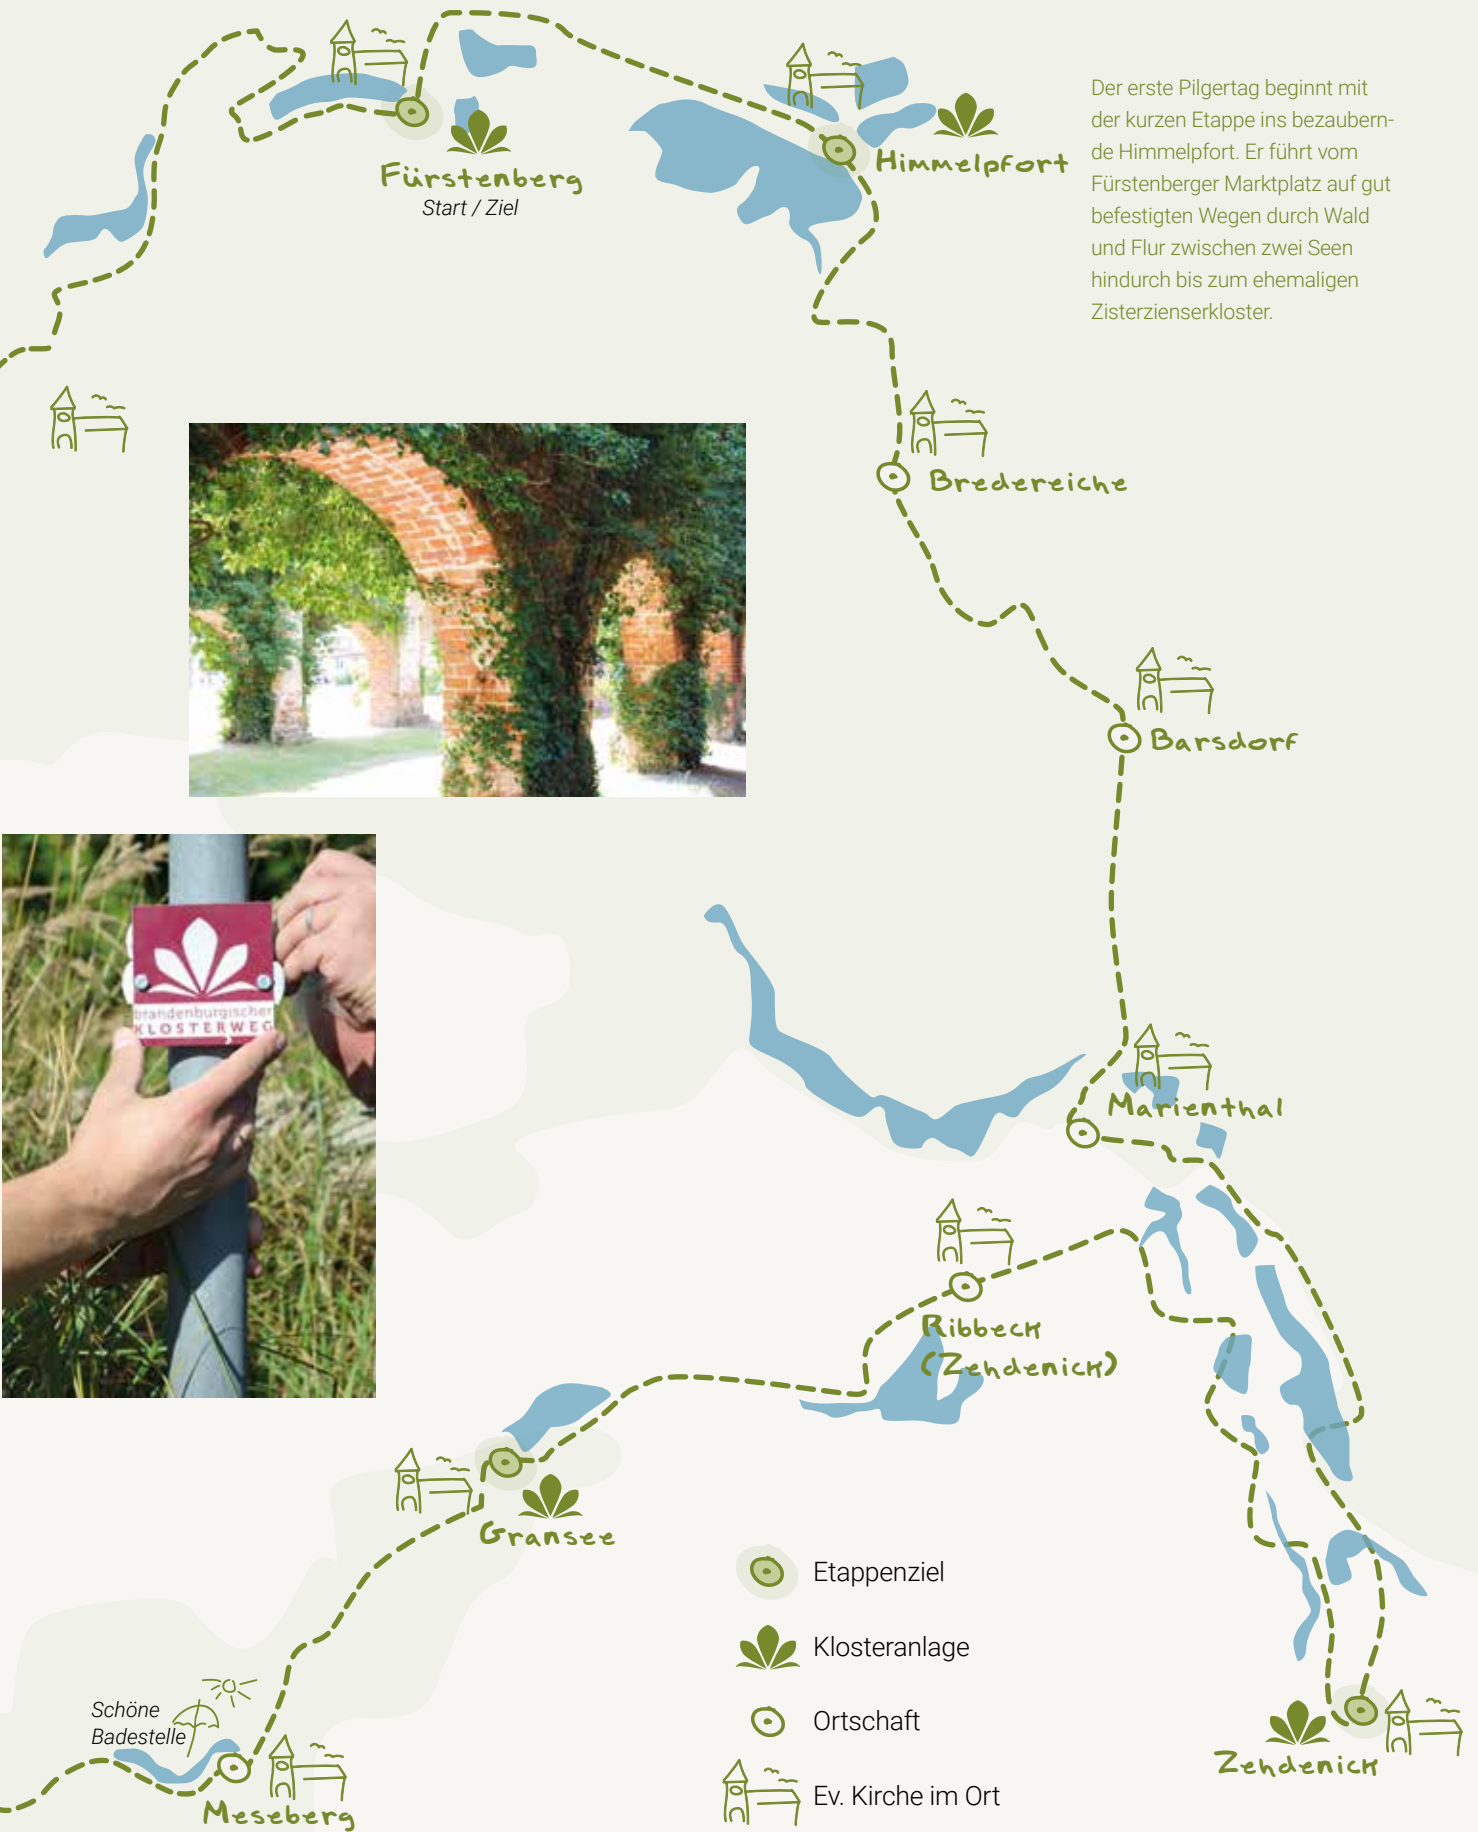 Fürstenberg
Start / Ziel
Himmelpfort
Der erste Pilgertag beginnt mit
der kurzen Etappe ins bezaubern-
de Himmelpfort. Er führt vom
Fürstenberger Marktplatz auf gut
befestigten Wegen durch Wald
und Flur zwischen zwei Seen
hindurch bis zum ehemaligen
Zisterzienserkloster.
Bredereiche
Barsdorf
brandenburgischer
KLOSTERWEG
Marienthal
Ribbeck
(Zehdenick)
Gransee
Etappenziel
Klosteranlage
Ortschaft
Ev. Kirche im Ort
Schöne
Badestelle
Meseberg
Zehdenick